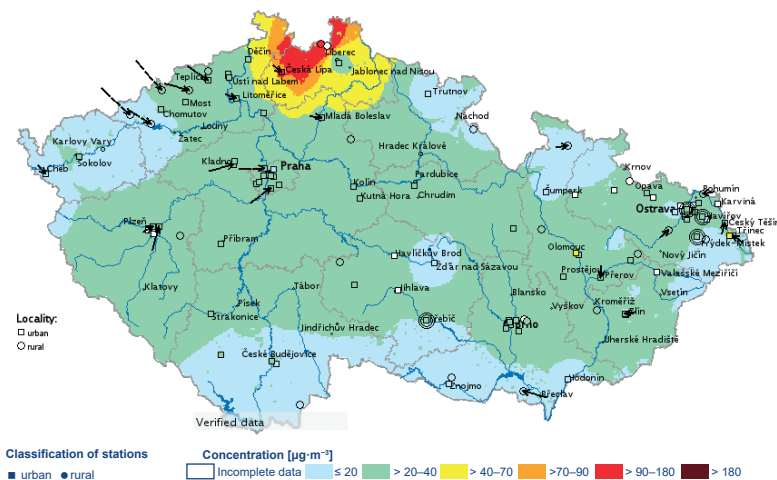 Děčín
Liberec
Česká Lípa
Jablonec nad Nisou
Teplice
Ústí nad Labem
Most
Litoměřice
Chomutov
Trutnov
Louny
Mladá Boleslav
Náchod
Žatec
Karlovy Vary
Hradec Králové
Sokolov
Cheb
Kladno
Praha
Pardubice
Krnov
Opava
Bohumín
Kolín
Šumperk
Karviná
Kutná Hora
Chrudim
Ostrava
Havířov
Plzeň
Český Těšín
Třinec
Příbram
Olomouc
Frýdek-Místek
Havlíčkův Brod
Nový Jičín
Žďár nad Sázavou
Prostějov
Přerov
Valašské Meziříčí
Klatovy
Tábor
Jihlava
Blansko
Vsetín
Písek
Vyškov
Kroměříž
Locality:
Strakonice
Třebíč
Zlín
urban
Jindřichův Hradec
Brno
rural
Uherské Hradiště
České Budějovice
Hodonín
Znojmo
Břeclav
Verified data
Classification of stations
Concentration [µg·m⁻³]
urban rural
Incomplete data ≤ 20 > 20–40 > 40–70 >70–90 > 90–180 > 180